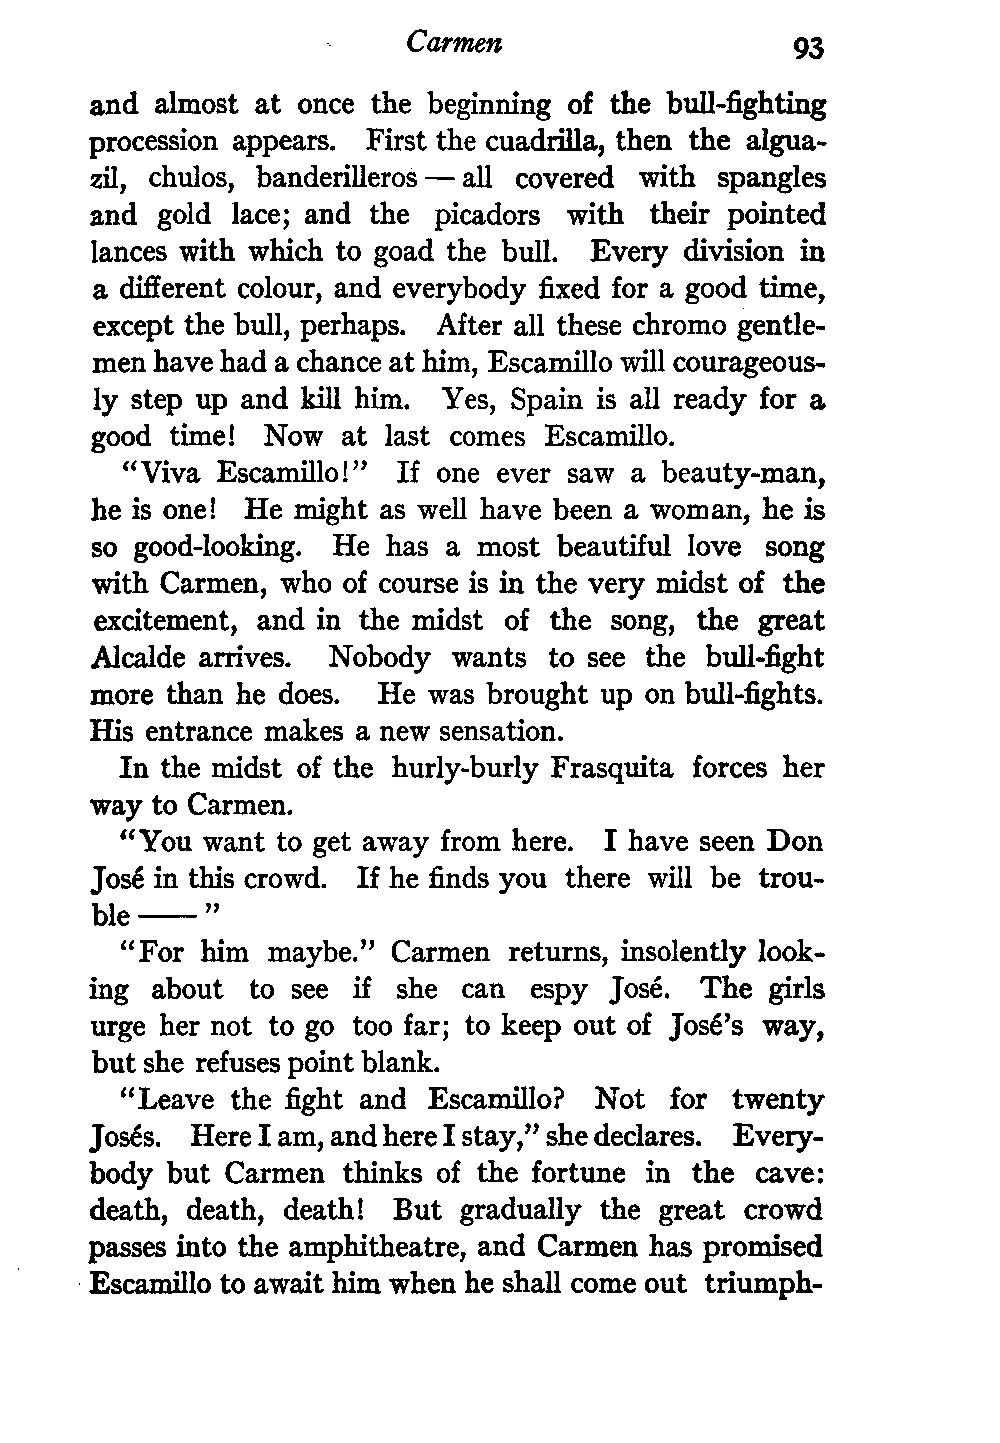 Carmen 93
and almost at once the beginning of the bull-fighting
procession appears. First the cuadrilla, then the algua-
zil, chulos, banderilleros — all covered with spangles
and gold lace; and the picadors with their pointed
lances with which to goad the bull. Every division in
a different colour, and everybody fixed for a good time,
except the bull, perhaps. After all these chromo gentle-
men have had a chance at him, Escamillo will courageous-
ly step up and kill him. Yes, Spain is all ready for a
good time! Now at last comes Escamillo.
"Viva Escamillo!" If one ever saw a beauty-man,
he is one! He might as well have been a woman, he is
so good-looking. He has a most beautiful love song
with Carmen, who of course is in the very midst of the
excitement, and in the midst of the song, the great
Alcalde arrives. Nobody wants to see the bull-fight
more than he does. He was brought up on bull-fights.
His entrance makes a new sensation.
In the midst of the hurly-burly Frasquita forces her
way to Carmen.
"You want to get away from here. I have seen Don
José in this crowd. If he finds you there will be trou-
ble —— "
"For him maybe." Carmen returns, insolently look-
ing about to see if she can espy José. The girls
urge her not to go too far; to keep out of José's way,
but she refuses point blank.
"Leave the fight and Escamillo? Not for twenty
Josés. Here I am, and here I stay," she declares. Every-
body but Carmen thinks of the fortune in the cave:
death, death, death! But gradually the great crowd
passes into the amphitheatre, and Carmen has promised
Escamillo to await him when he shall come out triumph-